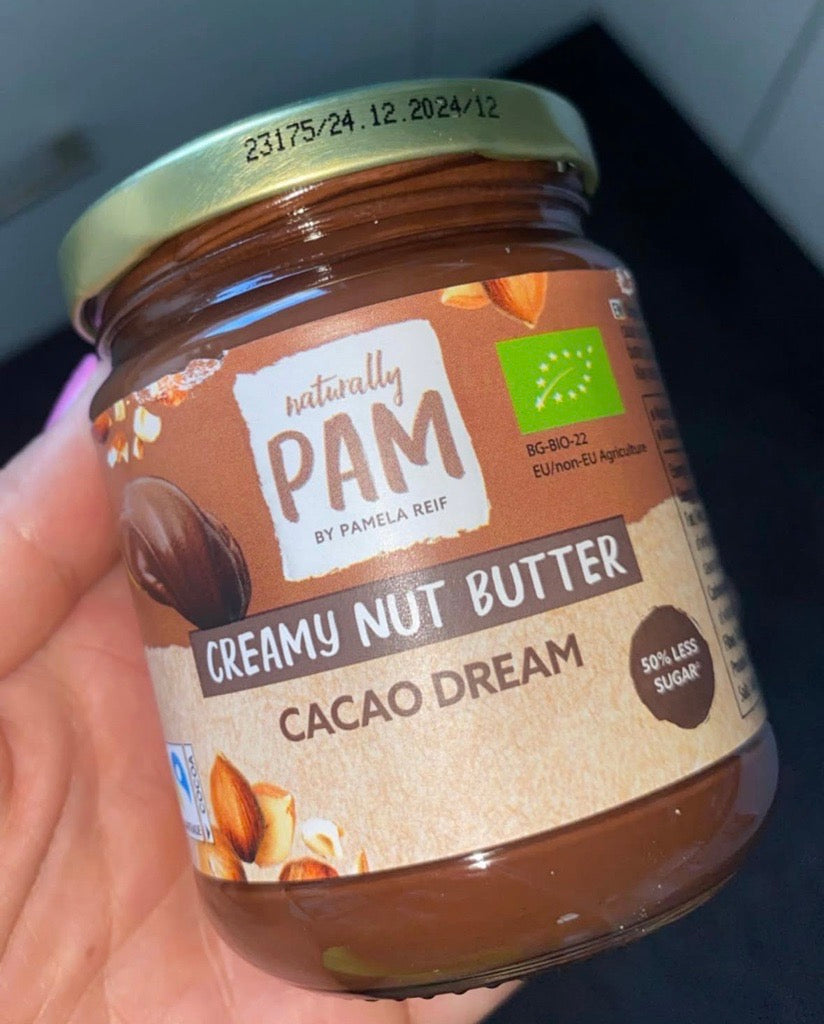 23175/24.12.2024/12
naturally
PAM
BY PAMELA REIF
BG-BIO-22
EU/non-EU Agriculture
CREAMY NUT BUTTER
CACAO DREAM
50% LESS
SUGAR*
COCOA